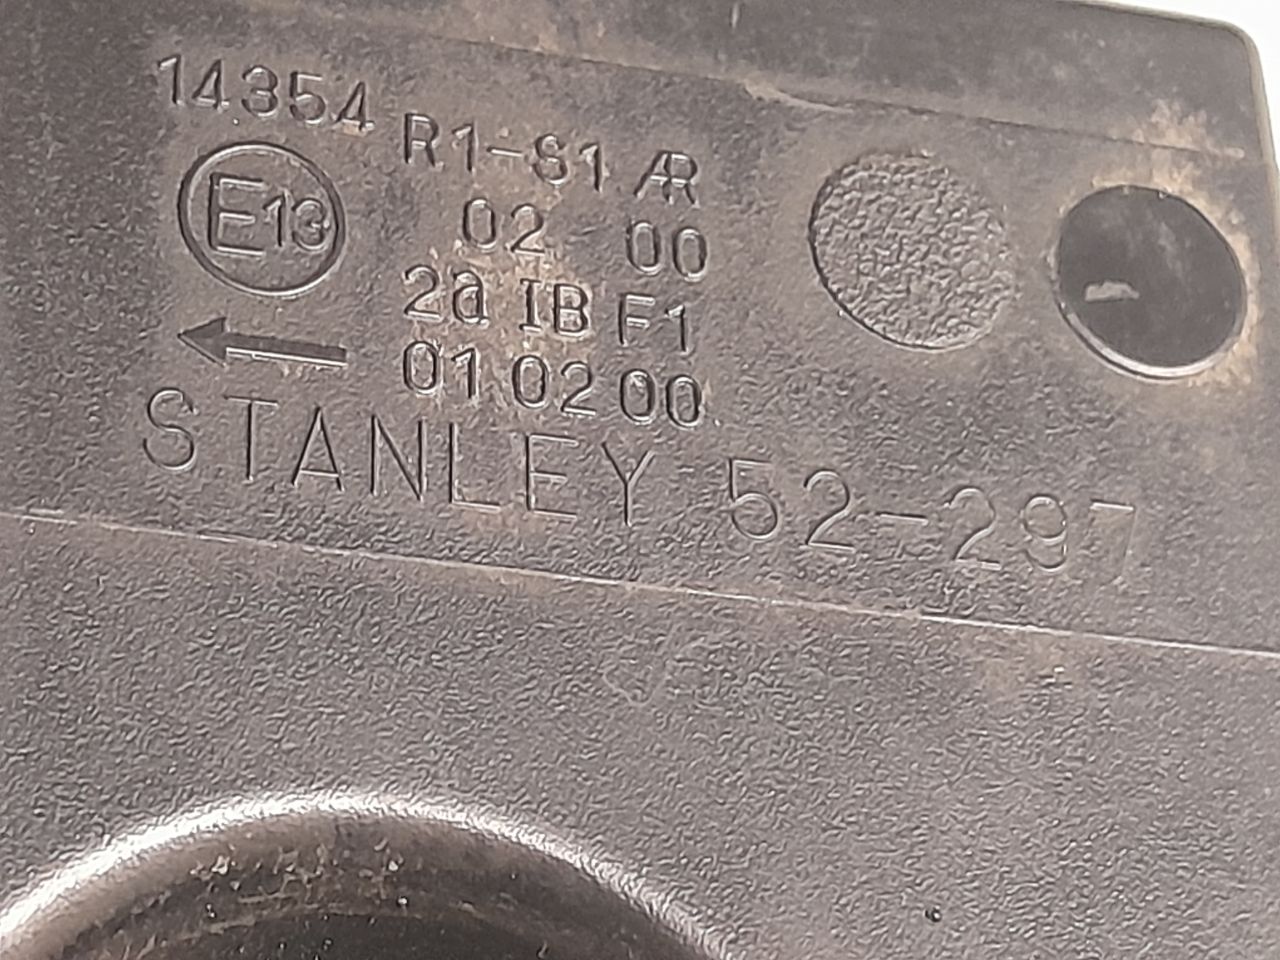 14354 R1-S1 AR
E13 02 00
2a IB F1
01 02 00
STANLEY 52-297